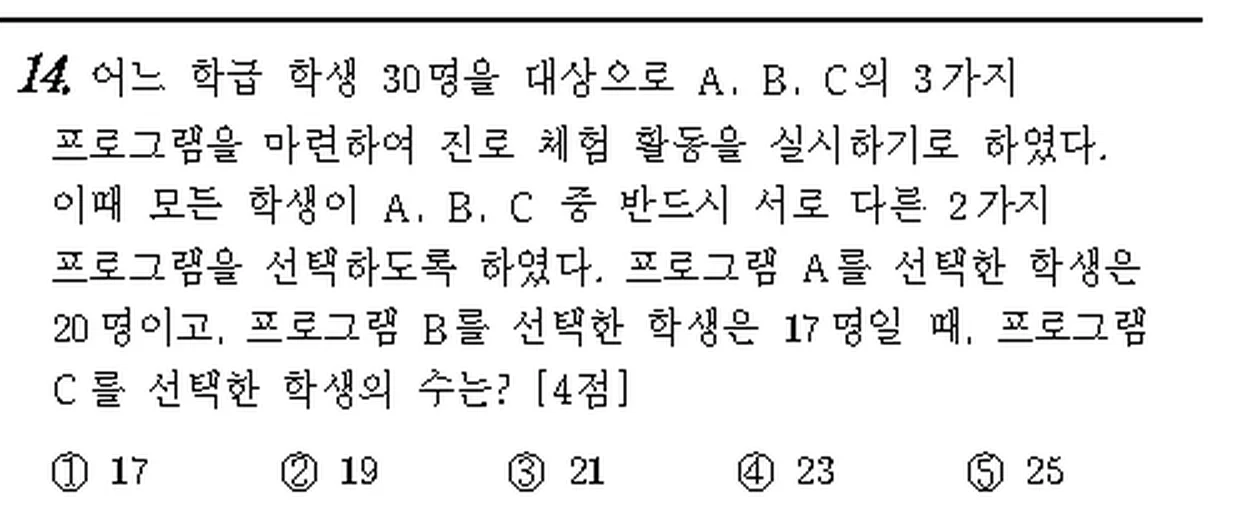 14. 어느 학급 학생 30명을 대상으로 A, B, C의 3가지
프로그램을 마련하여 진로 체험 활동을 실시하기로 하였다.
이때 모든 학생이 A, B, C 중 반드시 서로 다른 2가지
프로그램을 선택하도록 하였다. 프로그램 A를 선택한 학생은
20명이고, 프로그램 B를 선택한 학생은 17명일 때, 프로그램
C를 선택한 학생의 수는? [4점]
① 17 ② 19 ③ 21 ④ 23 ⑤ 25